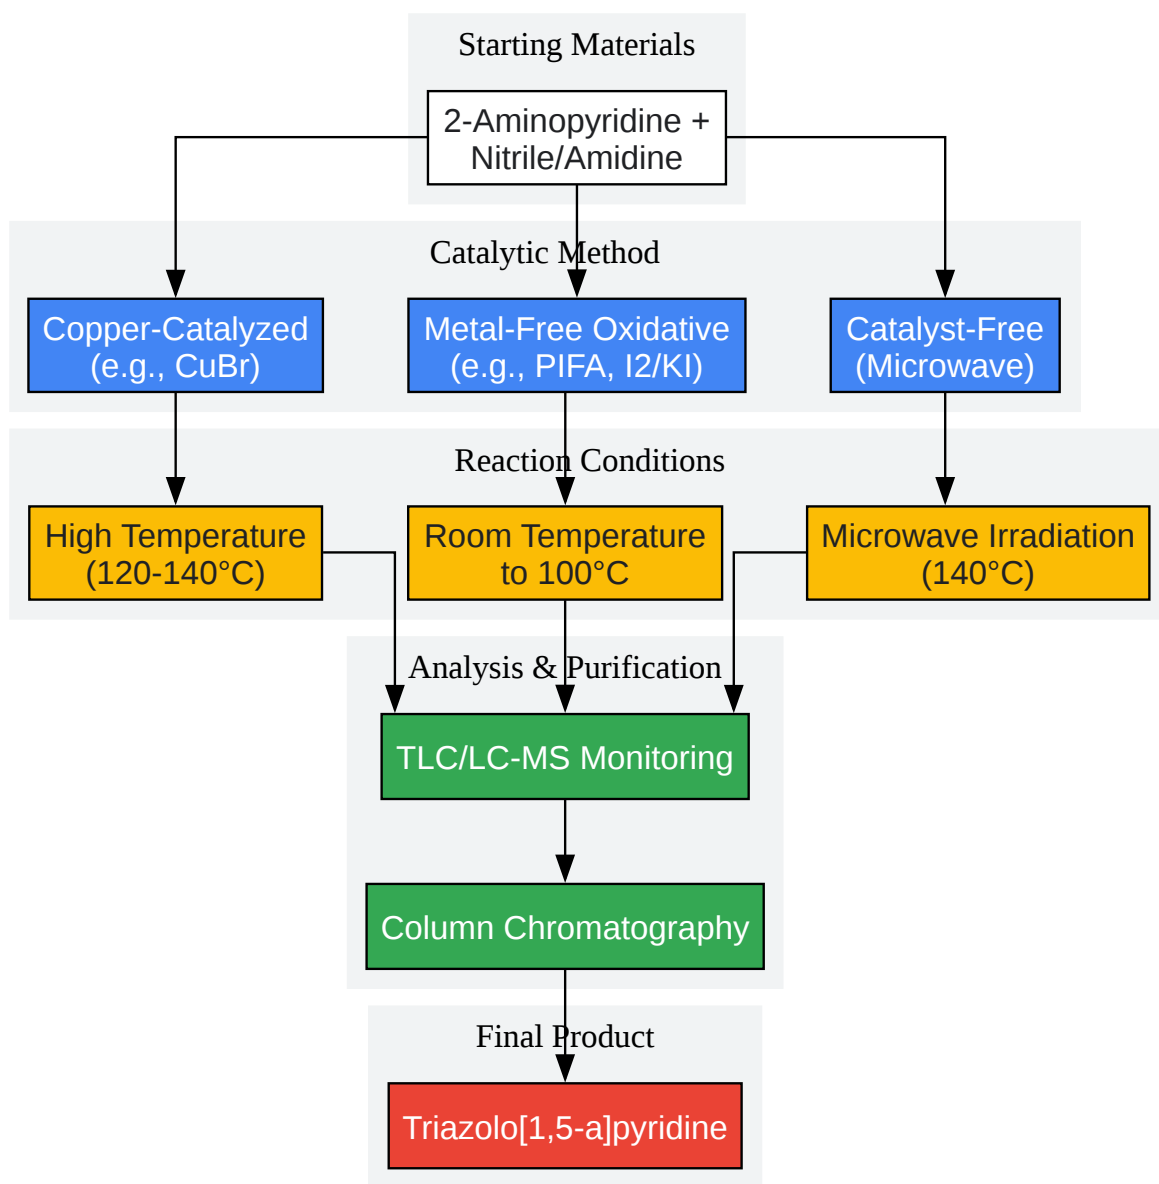 Starting Materials
2-Aminopyridine +
Nitrile/Amidine
Catalytic Method
Copper-Catalyzed
(e.g., CuBr)
Metal-Free Oxidative
(e.g., PIFA, I2/KI)
Catalyst-Free
(Microwave)
Reaction Conditions
High Temperature
(120-140°C)
Room Temperature
to 100°C
Microwave Irradiation
(140°C)
Analysis & Purification
TLC/LC-MS Monitoring
Column Chromatography
Final Product
Triazolo[1,5-a]pyridine